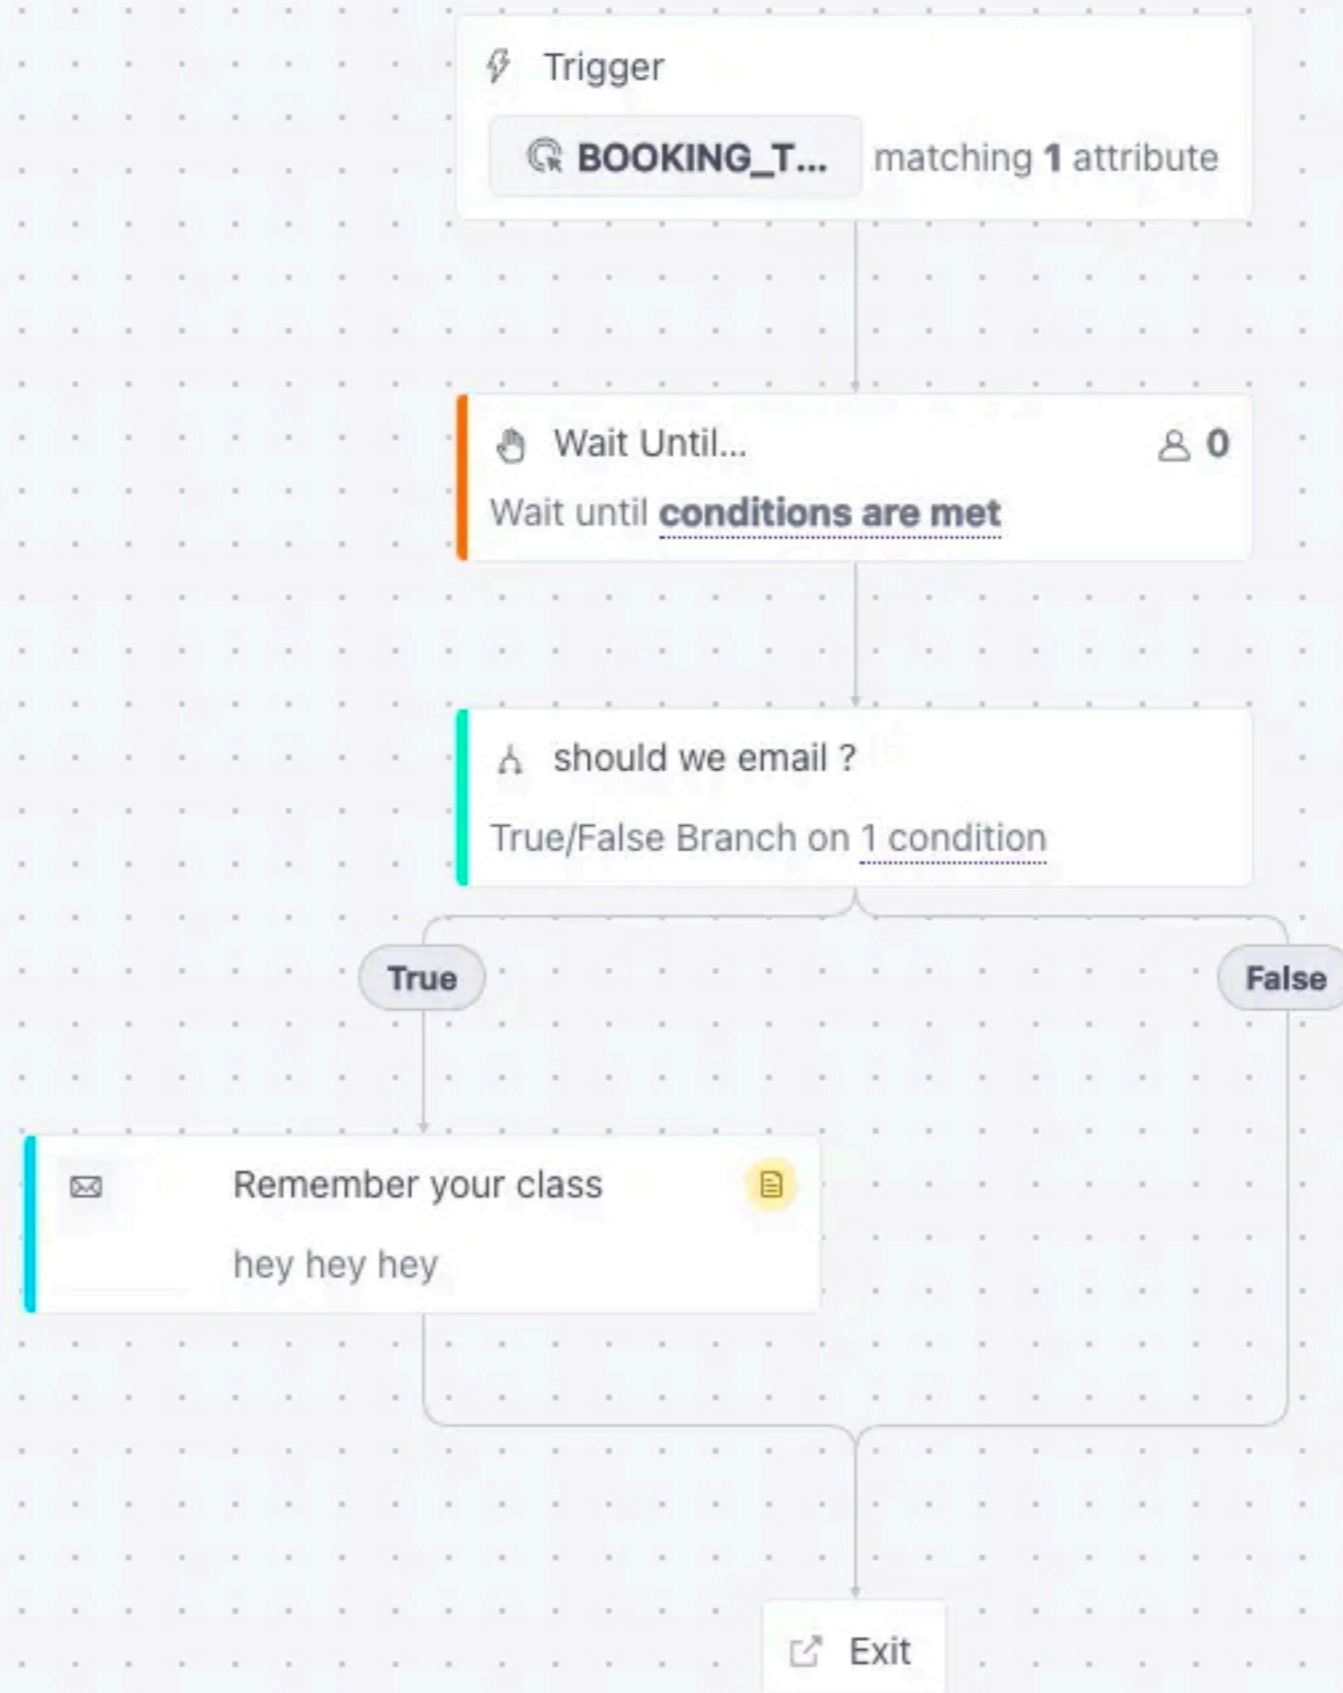 Trigger
BOOKING_T... matching 1 attribute
Wait Until... 0
Wait until conditions are met
should we email ?
True/False Branch on 1 condition
True False
Remember your class
hey hey hey
Exit